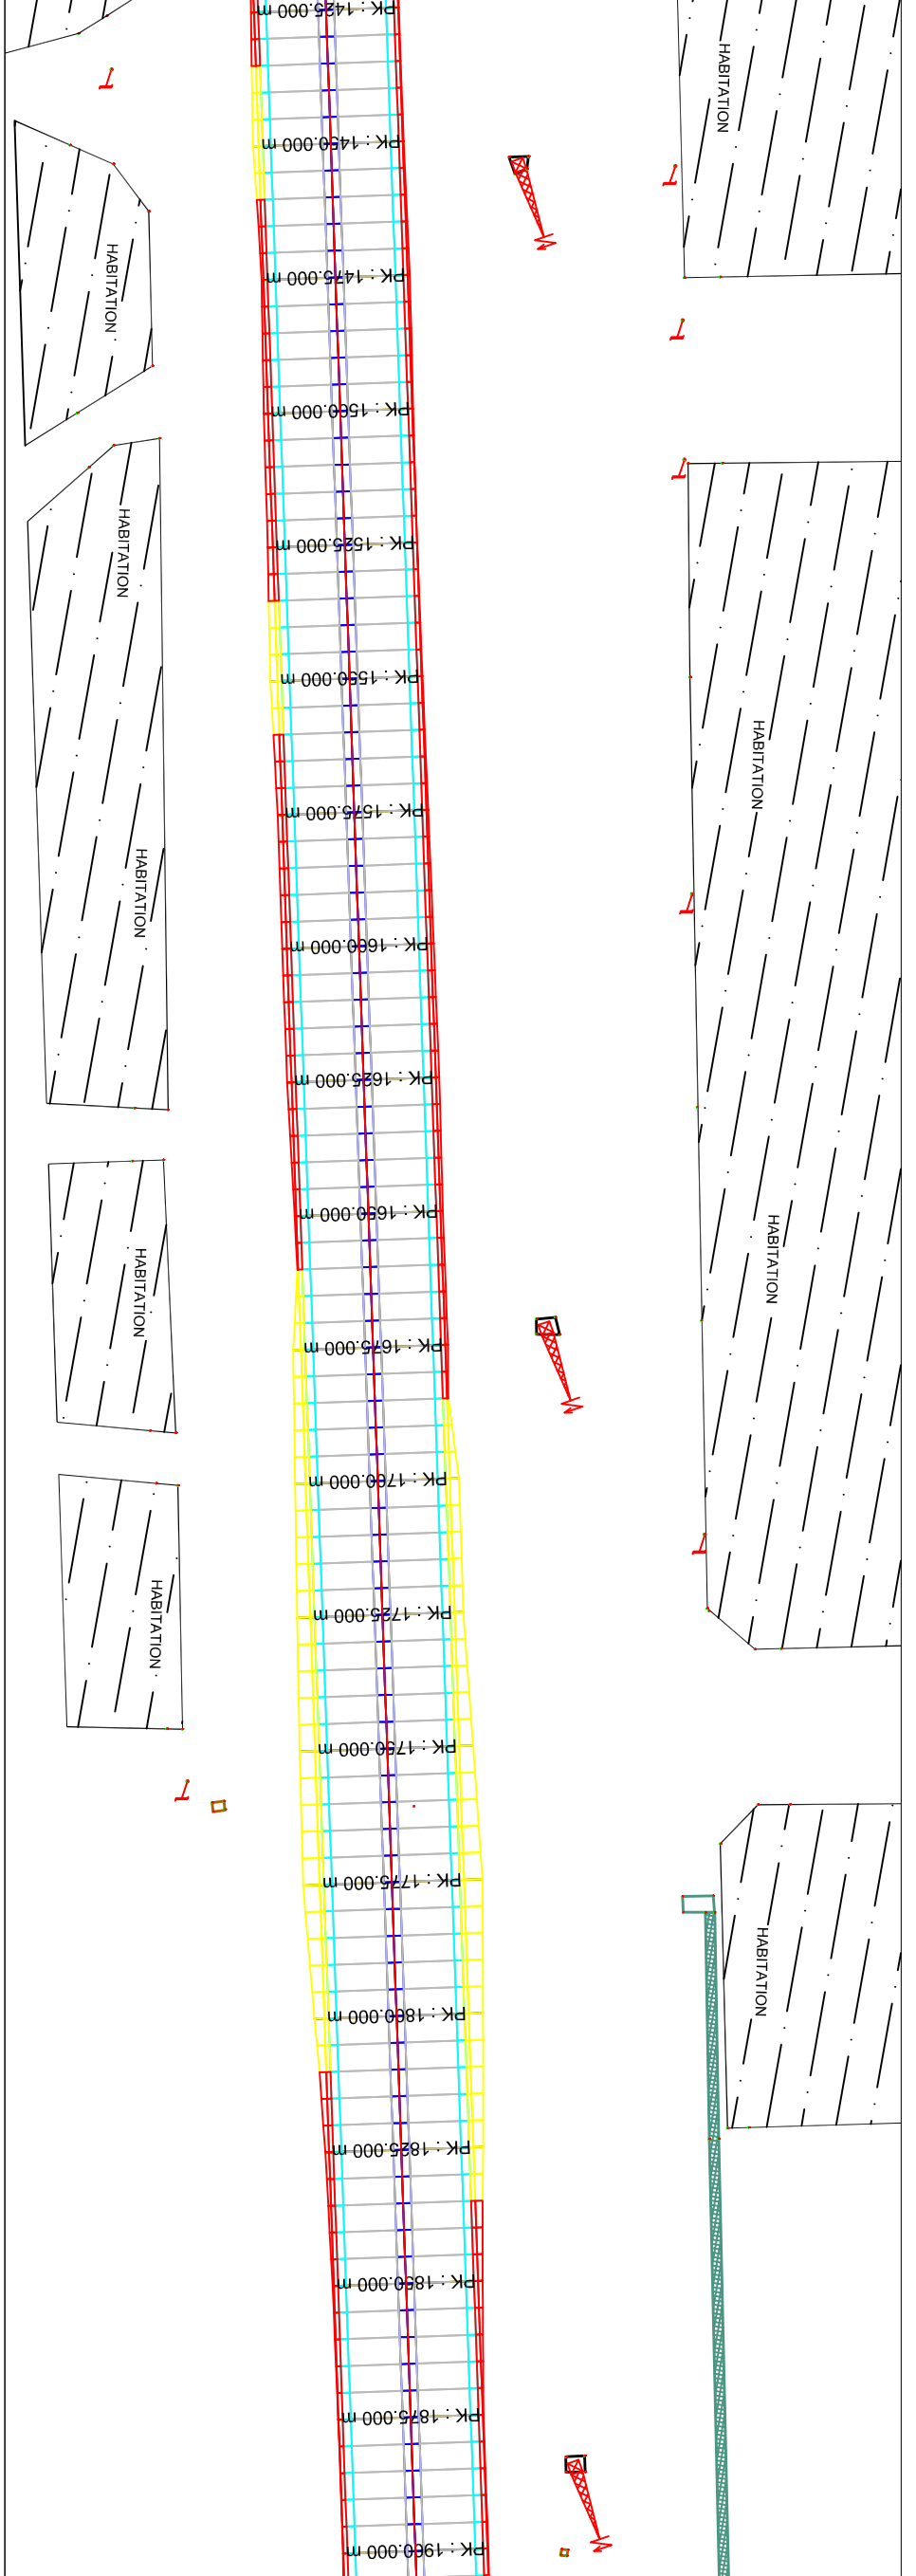 PK : 1425.000 m
HABITATION
PK : 1450.000 m
HABITATION
PK : 1475.000 m
PK : 1500.000 m
HABITATION
PK : 1525.000 m
PK : 1550.000 m
HABITATION
PK : 1575.000 m
HABITATION
PK : 1600.000 m
PK : 1625.000 m
PK : 1650.000 m
HABITATION
HABITATION
PK : 1675.000 m
PK : 1700.000 m
PK : 1725.000 m
HABITATION
PK : 1750.000 m
PK : 1775.000 m
HABITATION
PK : 1800.000 m
PK : 1825.000 m
PK : 1850.000 m
PK : 1875.000 m
PK : 1900.000 m